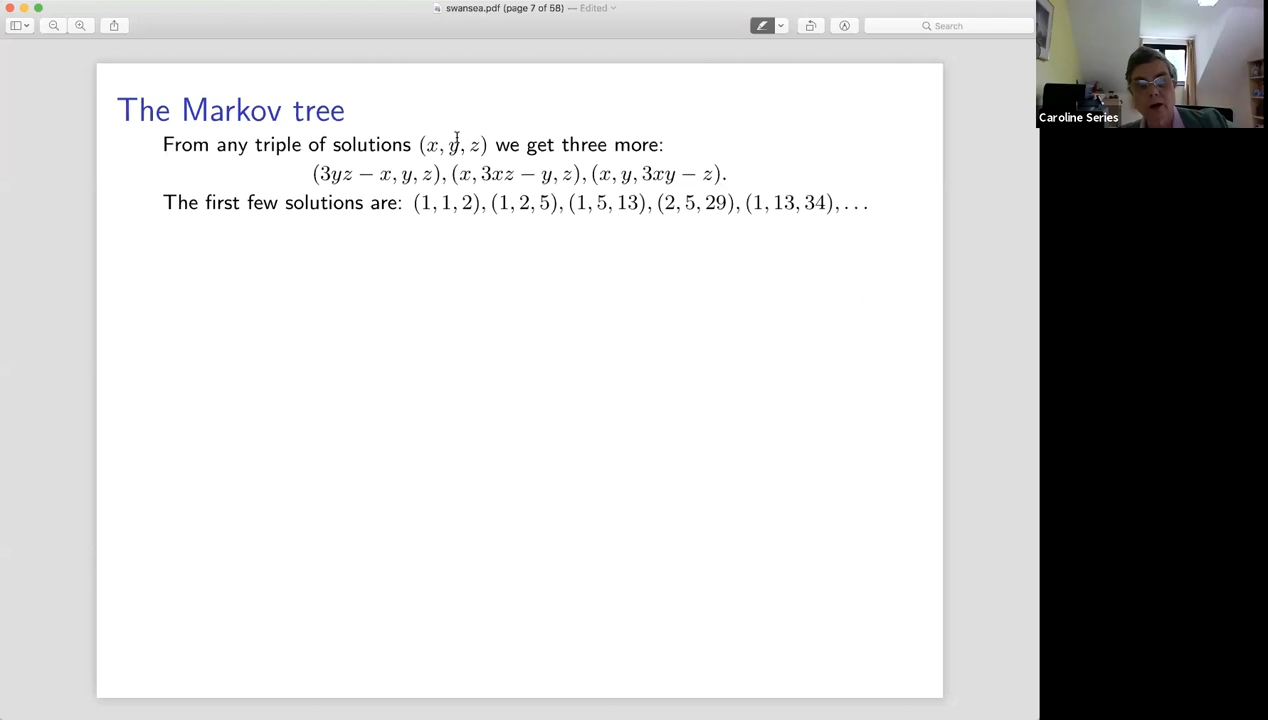 swansea.pdf (page 7 of 58) — Edited
Search
Caroline Series
The Markov tree
From any triple of solutions (x, y, z) we get three more:
(3yz − x, y, z), (x, 3xz − y, z), (x, y, 3xy − z).
The first few solutions are: (1, 1, 2), (1, 2, 5), (1, 5, 13), (2, 5, 29), (1, 13, 34), . . .